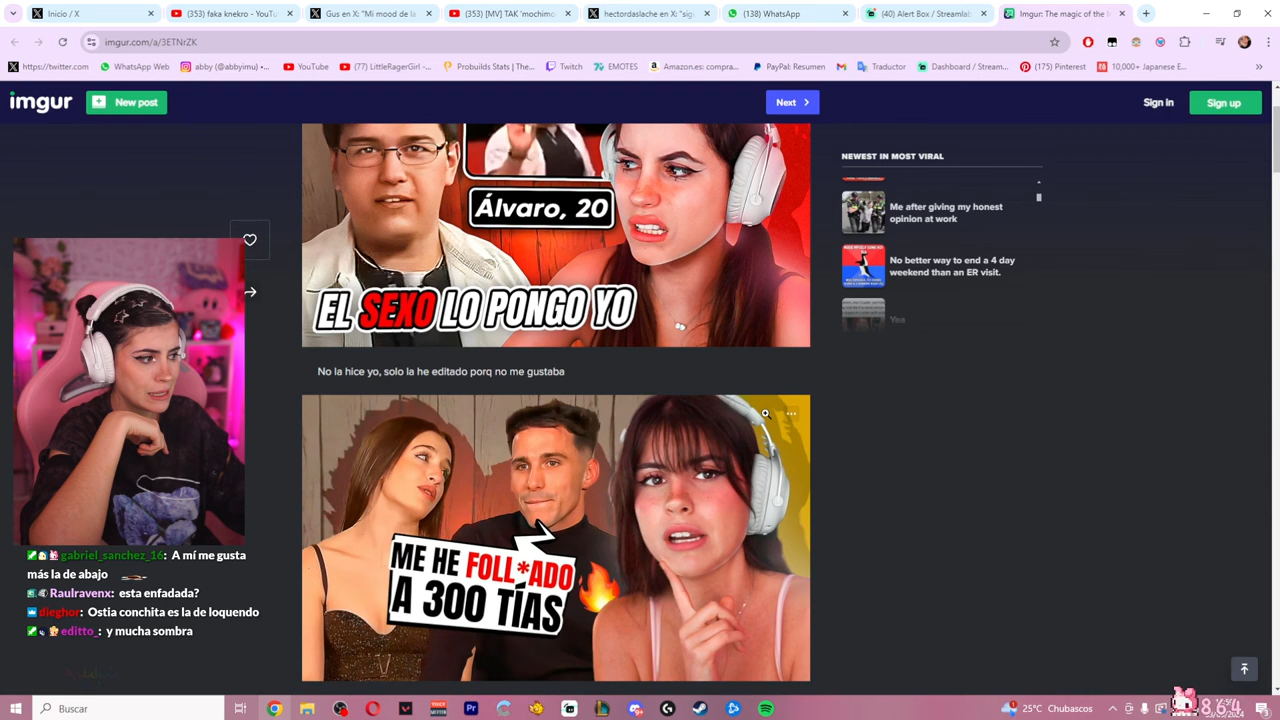 Inicio / X
(353) faka knekro - YouTu
Gus en X: "Mi mood de la
(353) [MV] TAK 'mochimo
hectordaslache en X: "sig
(138) WhatsApp
(40) Alert Box / Streamlab
Imgur: The magic of the I
imgur.com/a/3ETNrZK
https://twitter.com
WhatsApp Web
abby (@abbyimu) •...
YouTube
(77) LittleRagerGirl -...
Probuilds Stats | The...
Twitch
EMOTES
Amazon.es: compra...
PayPal: Resumen
Traductor
Dashboard / Stream...
(175) Pinterest
10,000+ Japanese E...
imgur
New post
Next
Sign in
Sign up
Álvaro, 20
EL SEXO LO PONGO YO
No la hice yo, solo la he editado porq no me gustaba
ME HE FOLL*ADO
A 300 TÍAS
NEWEST IN MOST VIRAL
Me after giving my honest
opinion at work
No better way to end a 4 day
weekend than an ER visit.
Yea
gabriel_sanchez_16: A mí me gusta
más la de abajo
Raulravenx: esta enfadada?
dieghor: Ostia conchita es la de loquendo
editto_: y mucha sombra
Buscar
25°C Chubascos